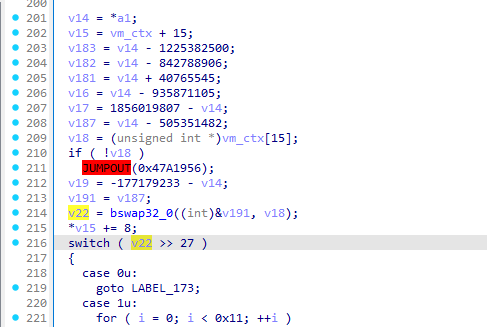 200
201 v14 = *a1;
202 v15 = vm_ctx + 15;
203 v183 = v14 - 1225382500;
204 v182 = v14 - 842788906;
205 v181 = v14 + 40765545;
206 v16 = v14 - 935871105;
207 v17 = 1856019807 - v14;
208 v187 = v14 - 505351482;
209 v18 = (unsigned int *)vm_ctx[15];
210 if ( !v18 )
211 JUMPOUT(0x47A1956);
212 v19 = -177179233 - v14;
213 v191 = v187;
214 v22 = bswap32_0((int)&v191, v18);
215 *v15 += 8;
216 switch ( v22 >> 27 )
217 {
218 case 0u:
219 goto LABEL_173;
220 case 1u:
221 for ( i = 0; i < 0x11; ++i )